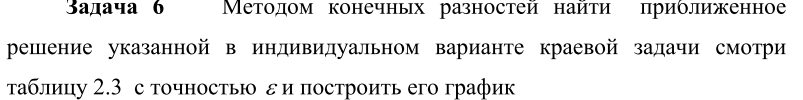 Задача 6 Методом конечных разностей найти приближенное
решение указанной в индивидуальном варианте краевой задачи смотри
таблицу 2.3 с точностью ε и построить его график